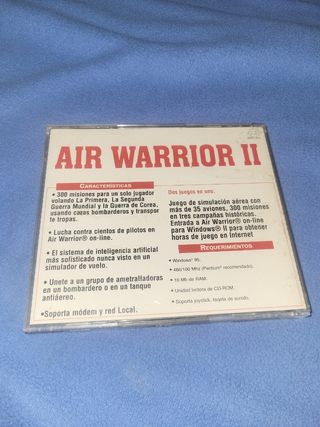 AIR WARRIOR II
CARACTERÍSTICAS
• 300 misiones para un solo jugador
volando La Primera, La Segunda
Guerra Mundial y la Guerra de Corea,
usando cazas bombarderos y transpor
te tropas.
• Lucha contra cientos de pilotos en
Air Warrior® on-line.
• El sistema de inteligencia artificial
más solisticado nunca visto en un
simulador de vuelo.
• Unete a un grupo de ametralladoras
en un bombardero o en un tanque
antiáereo.
•Soporta módem y red Local.
Dos juegos en uno.
Juego de simulación aérea con
más de 35 aviones, 300 misiones
en tres campañas históricas.
Entrada a Air Warrior® on-line
para Windows® II para obtener
horas de juego en Internet
REQUERIMIENTOS
• Windows® 95.
• 486/100 Mhz (Pentium® recomendado).
• 16 Mb de RAM.
• Unidad lectora de CD-ROM.
• Soporta joystick, tarjeta de sonido.